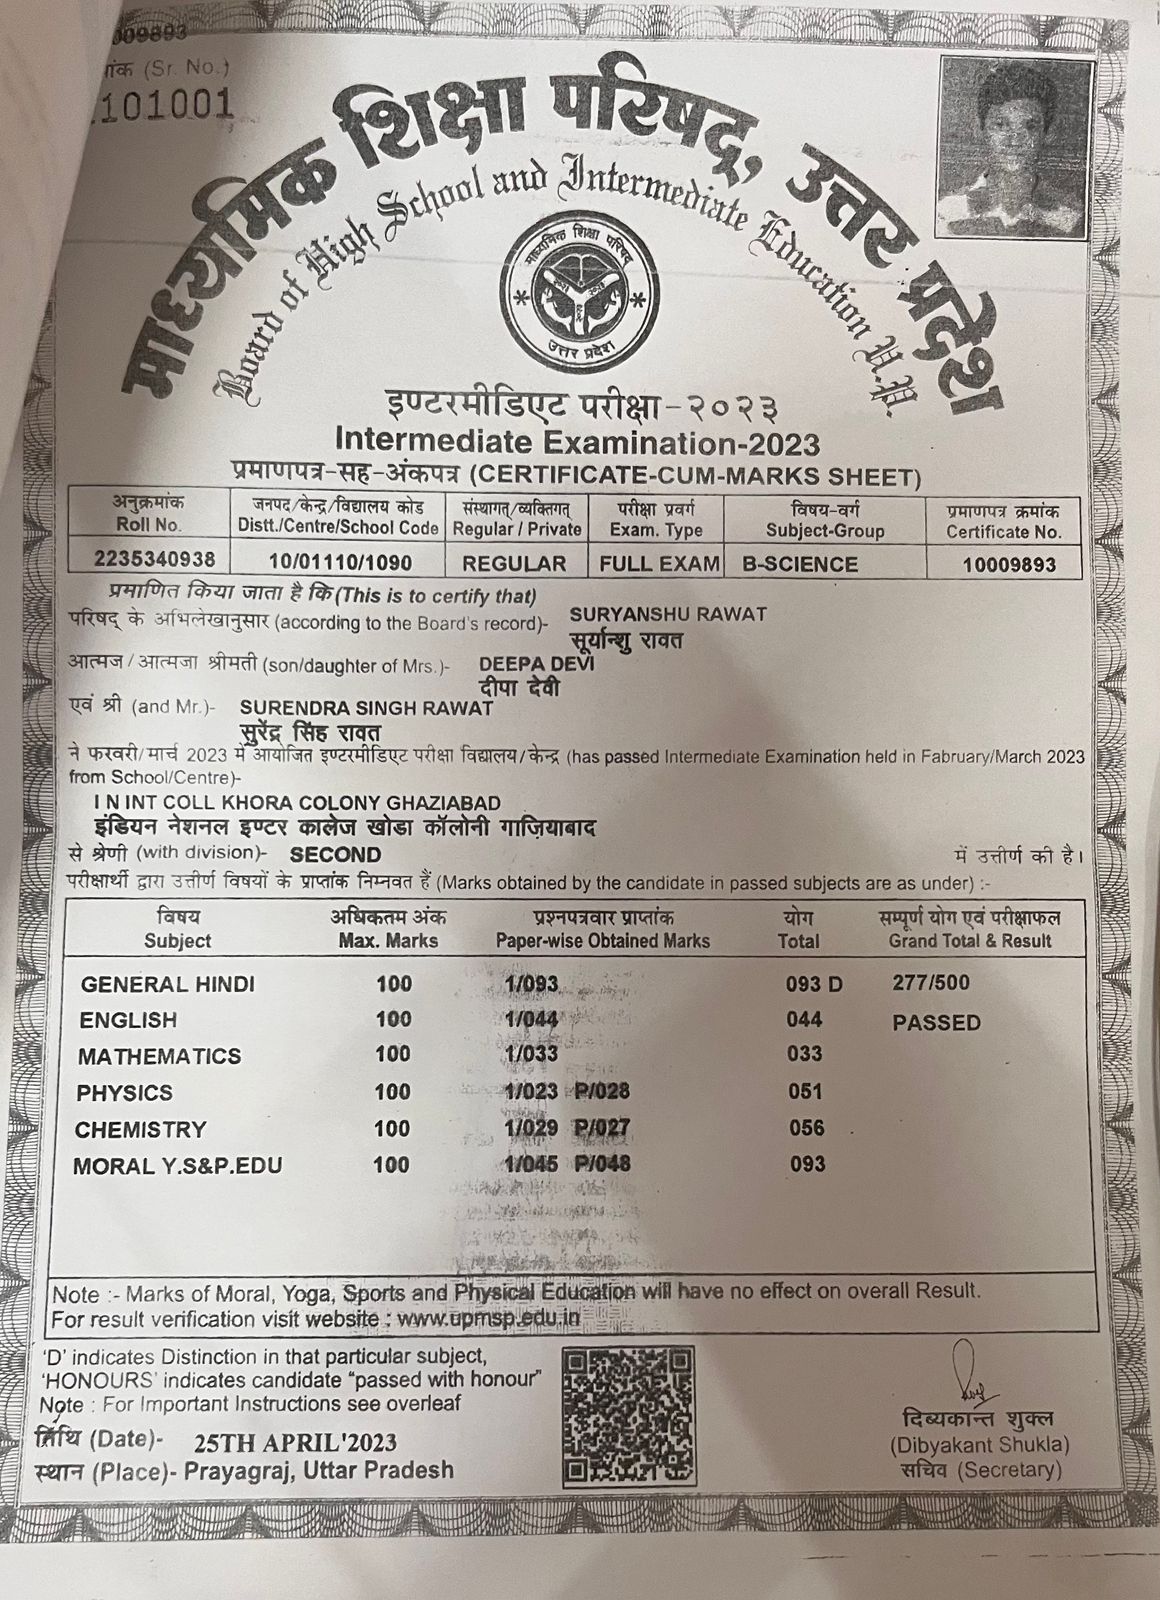 009893
(Sr. No.)
101001
माध्यमिक शिक्षा परिषद्, उत्तर प्रदेश
Board of High School and Intermediate Education U.P.
माध्यमिक शिक्षा परिषद्
उत्तर प्रदेश
इण्टरमीडिएट परीक्षा-२०२३
Intermediate Examination-2023
प्रमाणपत्र-सह-अंकपत्र (CERTIFICATE-CUM-MARKS SHEET)
अनुक्रमांक जनपद/केन्द्र/विद्यालय कोड संस्थागत/व्यक्तिगत परीक्षा प्रवर्ग विषय-वर्ग प्रमाणपत्र क्रमांक
Roll No. Distt./Centre/School Code Regular / Private Exam. Type Subject-Group Certificate No.
2235340938 10/01110/1090 REGULAR FULL EXAM B-SCIENCE 10009893
प्रमाणित किया जाता है कि (This is to certify that)
परिषद् के अभिलेखानुसार (according to the Board's record)- SURYANSHU RAWAT
सूर्यान्शु रावत
आत्मज/आत्मजा श्रीमती (son/daughter of Mrs.)- DEEPA DEVI
दीपा देवी
एवं श्री (and Mr.)- SURENDRA SINGH RAWAT
सुरेंद्र सिंह रावत
ने फरवरी/मार्च 2023 में आयोजित इण्टरमीडिएट परीक्षा विद्यालय/केन्द्र (has passed Intermediate Examination held in Fabruary/March 2023
from School/Centre)-
I N INT COLL KHORA COLONY GHAZIABAD
इंडियन नेशनल इण्टर कालेज खोडा कॉलोनी गाज़ियाबाद
से श्रेणी (with division)- SECOND में उत्तीर्ण की है।
परीक्षार्थी द्वारा उत्तीर्ण विषयों के प्राप्तांक निम्नवत हैं (Marks obtained by the candidate in passed subjects are as under) :-
विषय अधिकतम अंक प्रश्नपत्रवार प्राप्तांक योग सम्पूर्ण योग एवं परीक्षाफल
Subject Max. Marks Paper-wise Obtained Marks Total Grand Total & Result
GENERAL HINDI 100 1/093 093 D 277/500
ENGLISH 100 1/044 044 PASSED
MATHEMATICS 100 1/033 033
PHYSICS 100 1/023 P/028 051
CHEMISTRY 100 1/029 P/027 056
MORAL Y.S&P.EDU 100 1/045 P/048 093
Note :- Marks of Moral, Yoga, Sports and Physical Education will have no effect on overall Result.
For result verification visit website : www.upmsp.edu.in
'D' indicates Distinction in that particular subject,
'HONOURS' indicates candidate "passed with honour"
Note : For Important Instructions see overleaf
तिथि (Date)- 25TH APRIL'2023
स्थान (Place)- Prayagraj, Uttar Pradesh
दिब्यकान्त शुक्ल
(Dibyakant Shukla)
सचिव (Secretary)